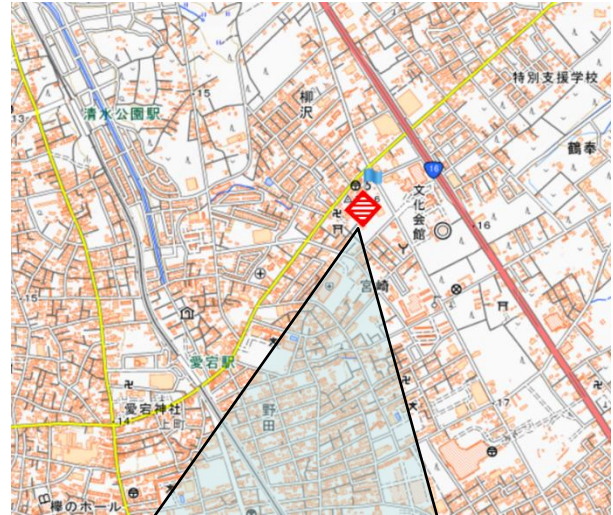 特別支援学校
・15
柳沢
13
清水公園駅
鶴奉
16
文化会館
・16
宮崎
・15
愛宕駅
愛宕神社
・14
上町
野田
・17
欅のホール